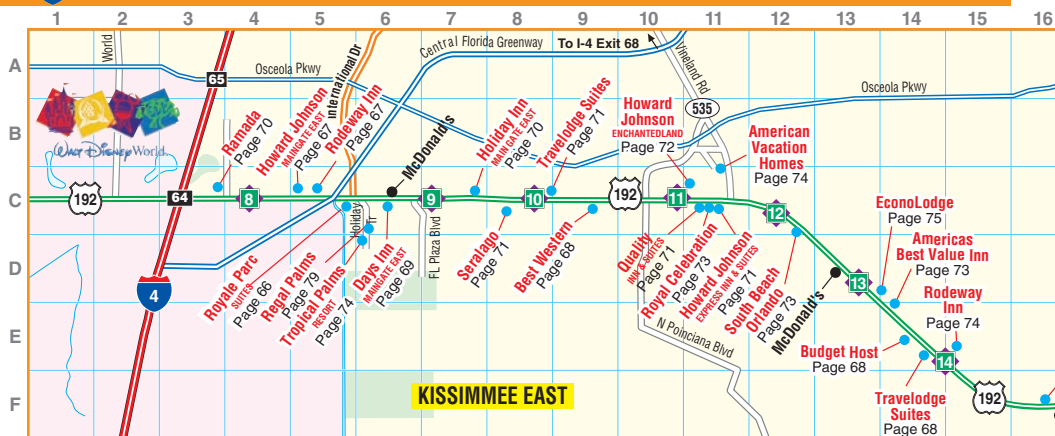 1 2 3 4 5 6 7 8 9 10 11 12 13 14 15 16
A
B
C
D
E
F
World
65
Osceola Pkwy
International Dr
Central Florida Greenway
To I-4 Exit 68
Vineland Rd
535
Osceola Pkwy
WALT DISNEY World
Ramada
Page 70
Howard Johnson
MAINGATE EAST
Page 67
Rodeway Inn
Page 67
McDonald's
Holiday Inn
MAIN GATE EAST
Page 70
Travelodge Suites
Page 71
Howard
Johnson
ENCHANTEDLAND
Page 72
American
Vacation
Homes
Page 74
192
64
8
9
10
192
11
12
Holiday Tr
FL Plaza Blvd
Royale Parc
SUITES
Page 66
Regal Palms
Page 79
Tropical Palms
RESORT
Page 74
Days Inn
MAINGATE EAST
Page 69
Seralago
Page 71
Best Western
Page 68
Quality
INN & SUITES
Page 71
Royal Celebration
Page 73
Howard Johnson
EXPRESS INN & SUITES
Page 71
South Beach
Orlando
Page 73
McDonald's
EconoLodge
Page 75
Americas
Best Value Inn
Page 73
Rodeway
Inn
Page 74
4
13
N Poinciana Blvd
Budget Host
Page 68
14
KISSIMMEE EAST
Travelodge
Suites
Page 68
192